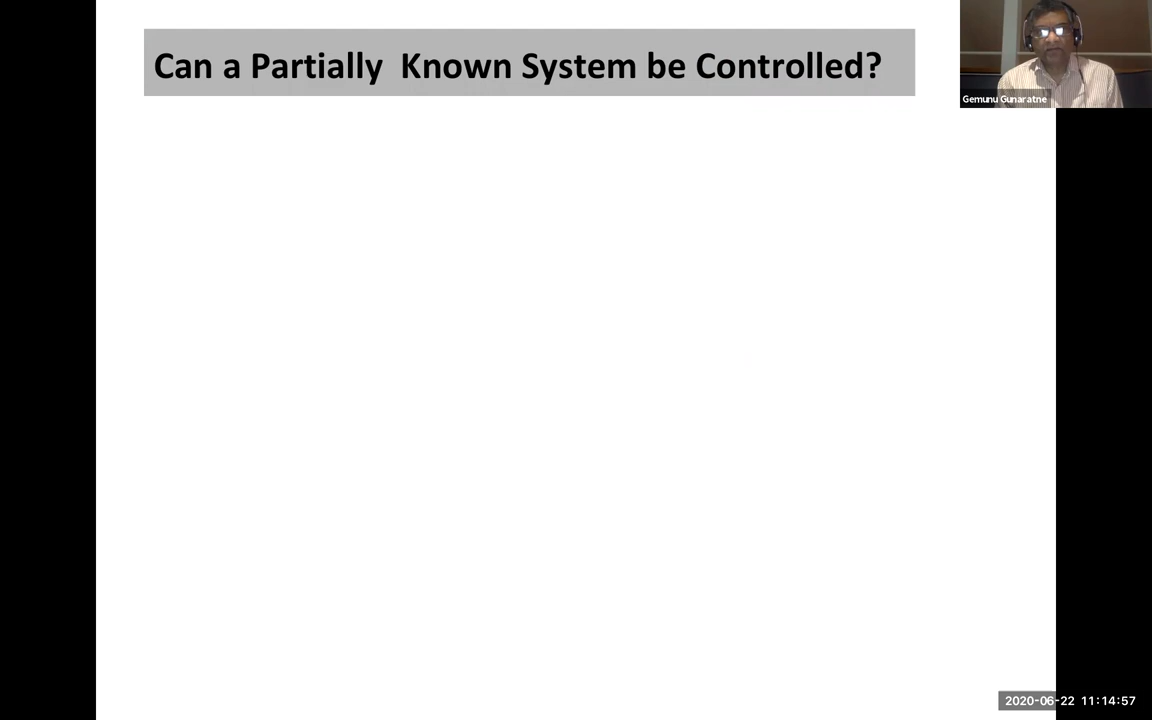 Can a Partially  Known System be Controlled?
Gemunu Gunaratne
2020-06-22 11:14:57